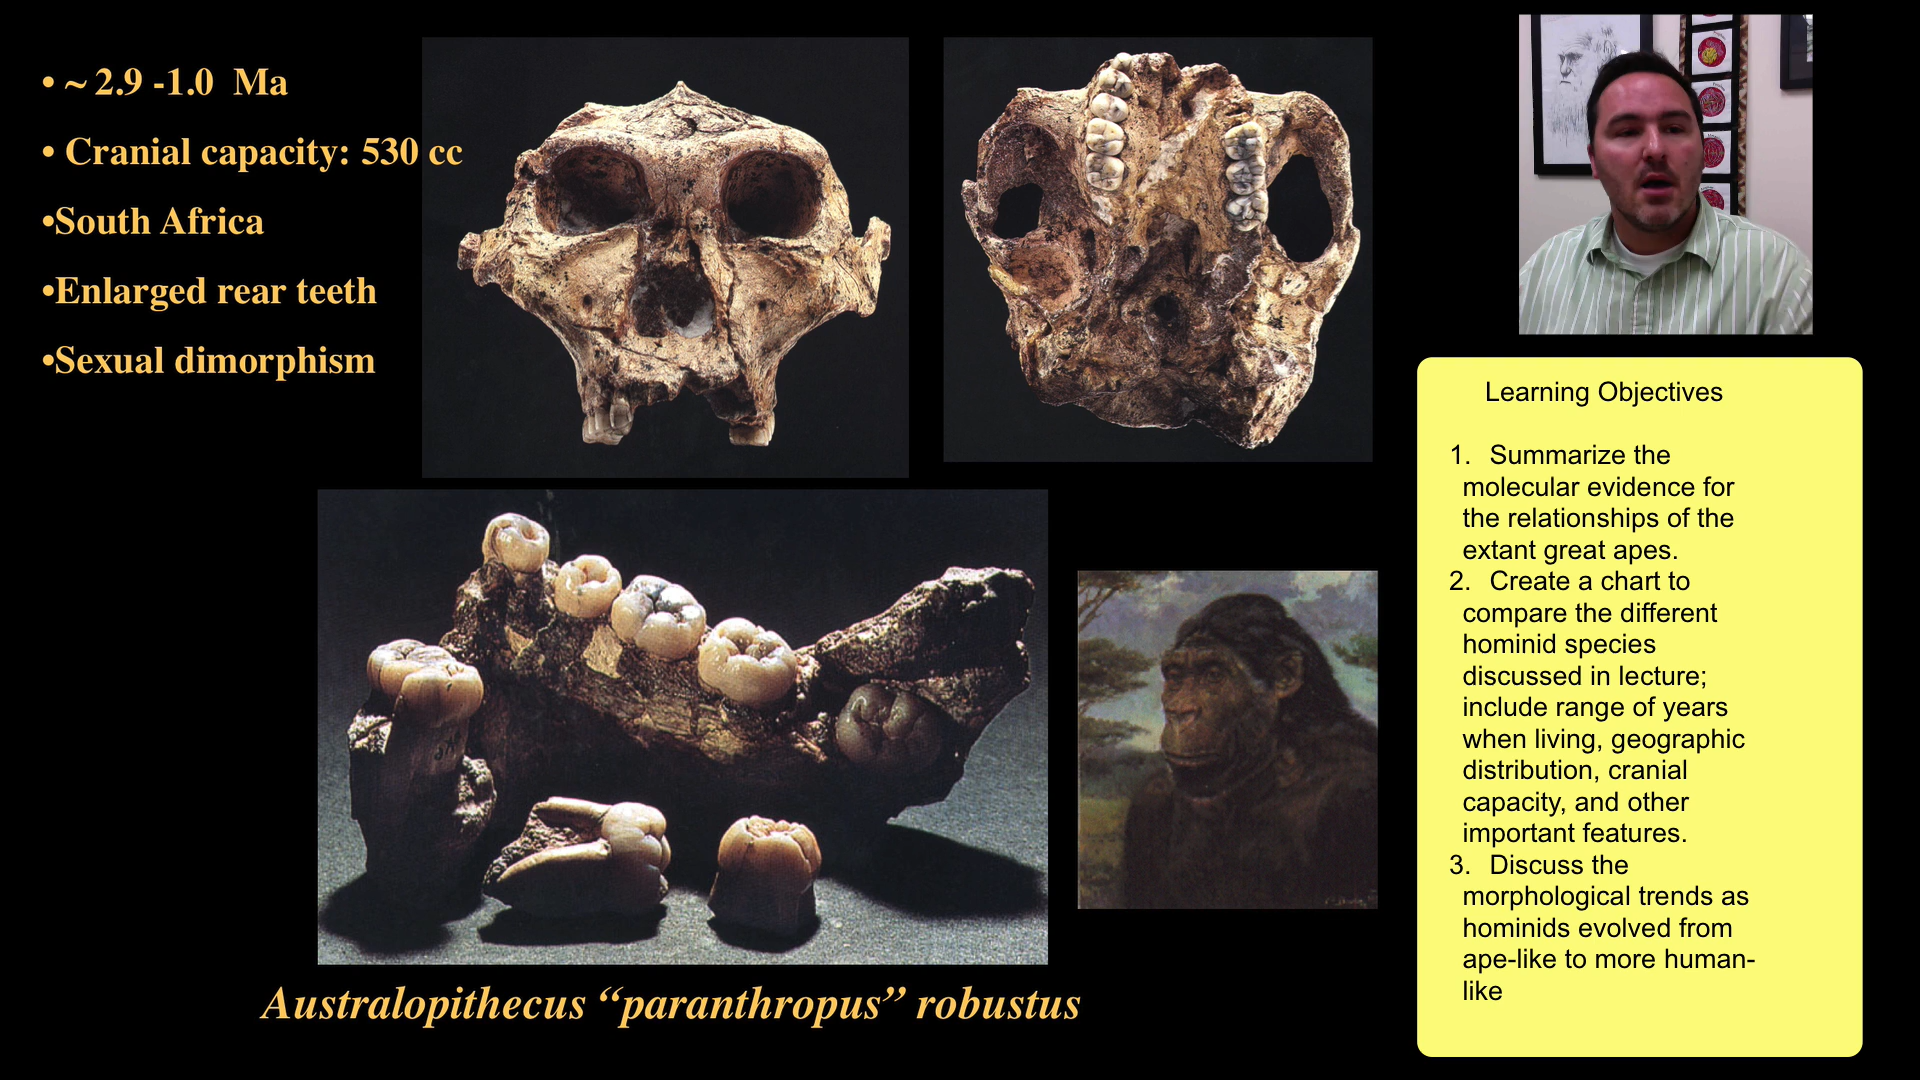 • ~ 2.9 -1.0  Ma
• Cranial capacity: 530 cc
•South Africa
•Enlarged rear teeth
•Sexual dimorphism
Australopithecus “paranthropus” robustus
Learning Objectives
1. Summarize the
molecular evidence for
the relationships of the
extant great apes.
2. Create a chart to
compare the different
hominid species
discussed in lecture;
include range of years
when living, geographic
distribution, cranial
capacity, and other
important features.
3. Discuss the
morphological trends as
hominids evolved from
ape-like to more human-
like